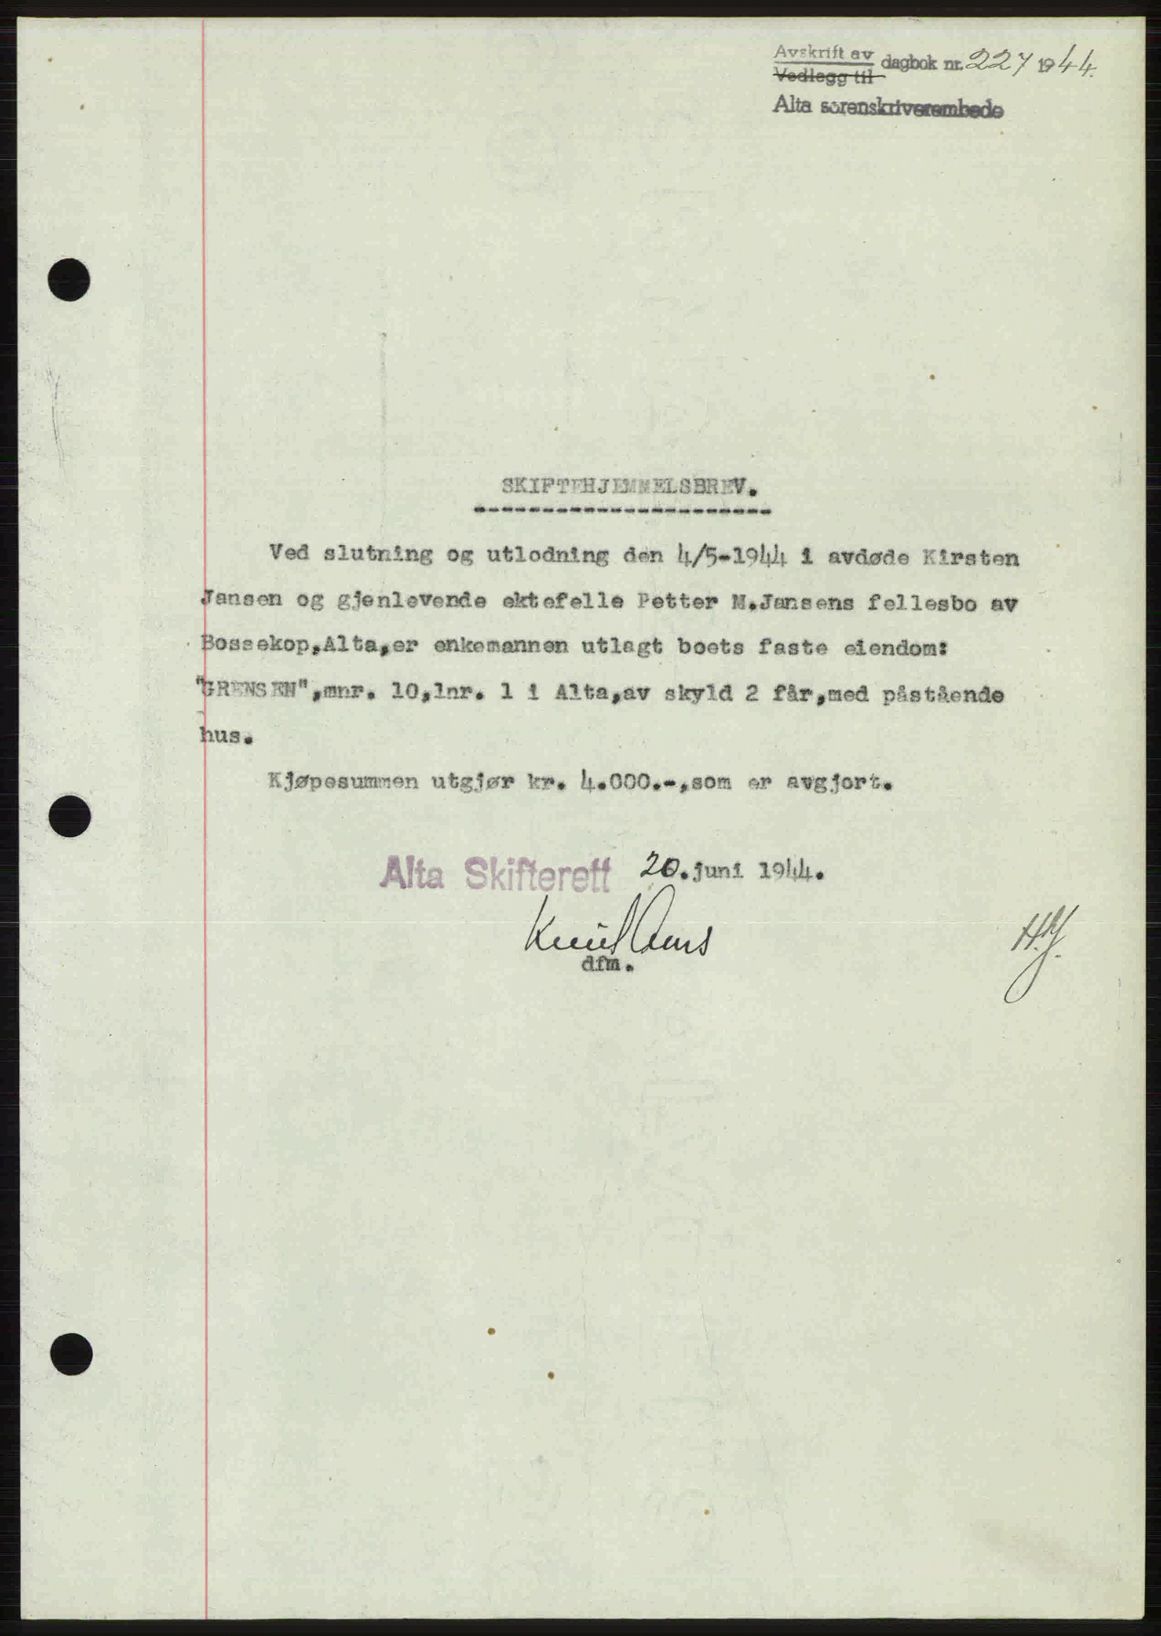 Avskrift av
Vedlegg til
dagbok nr. 227 1944.
Alta sorenskriverembede
SKIFTEHJEMMELSBREV.
Ved slutning og utlodning den 4/5-1944 i avdøde Kirsten
Jansen og gjenlevende ektefelle Petter M.Jansens fellesbo av
Bossekop,Alta,er enkemannen utlagt boets faste eiendom:
"GRENSEN",mnr. 10,lnr. 1 i Alta,av skyld 2 får,med påstående
hus.
Kjøpesummen utgjør kr. 4.000.-,som er avgjort.
Alta Skifterett 20.juni 1944.
Knut
dfm.